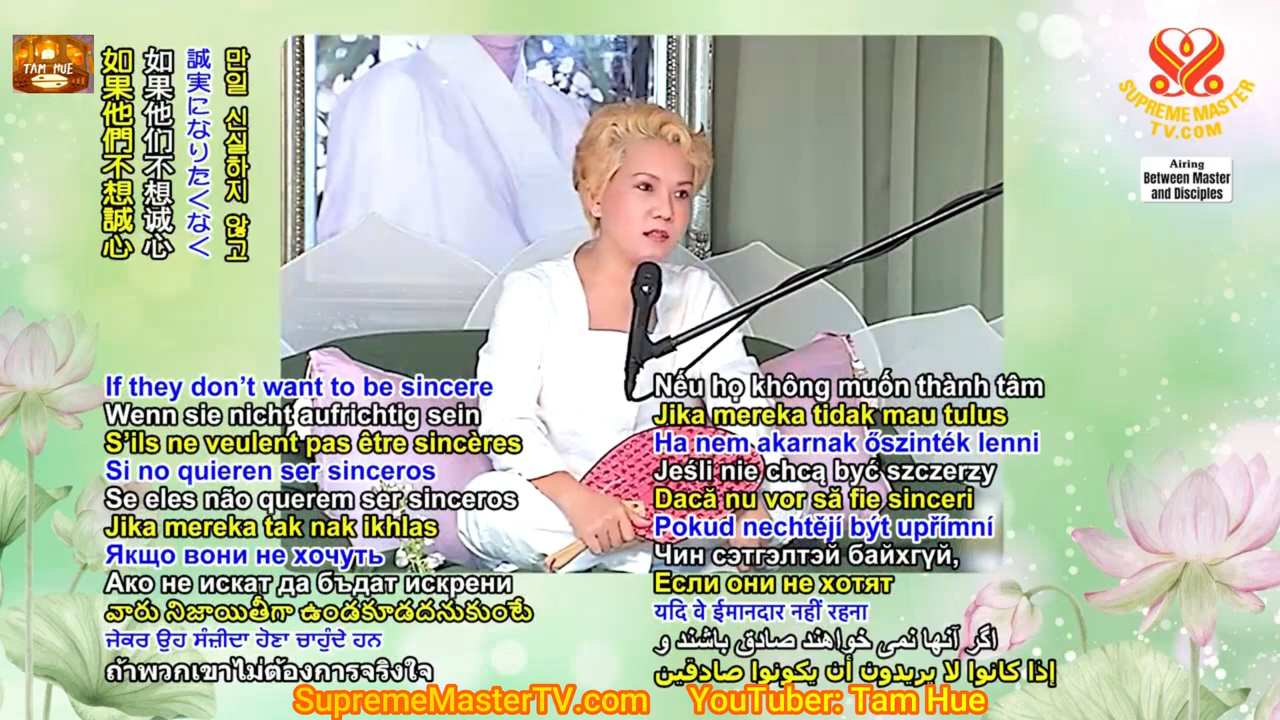 TAM HUE
如果他們不想誠心
如果他们不想诚心
誠実になりたくなく
만일 신실하지 않고
SUPREME MASTER
TV.COM
Airing
Between Master
and Disciples
If they don't want to be sincere
Wenn sie nicht aufrichtig sein
S'ils ne veulent pas être sincères
Si no quieren ser sinceros
Se eles não querem ser sinceros
Jika mereka tak nak ikhlas
Якщо вони не хочуть
Ако не искат да бъдат искрени
వారు నిజాయితీగా ఉండకూడదనుకుంటే
ਜੇਕਰ ਉਹ ਸੰਜੀਦਾ ਹੋਣਾ ਚਾਹੁੰਦੇ ਹਨ
ถ้าพวกเขาไม่ต้องการจริงใจ
Nếu họ không muốn thành tâm
Jika mereka tidak mau tulus
Ha nem akarnak őszinték lenni
Jeśli nie chcą być szczerzy
Dacă nu vor să fie sinceri
Pokud nechtějí být upřímní
Чин сэтгэлтэй байхгүй,
Если они не хотят
यदि वे ईमानदार नहीं रहना
اگر آنها نمی خواهند صادق باشند و
إذا كانوا لا يريدون أن يكونوا صادقين
SupremeMasterTV.com
YouTuber: Tam Hue